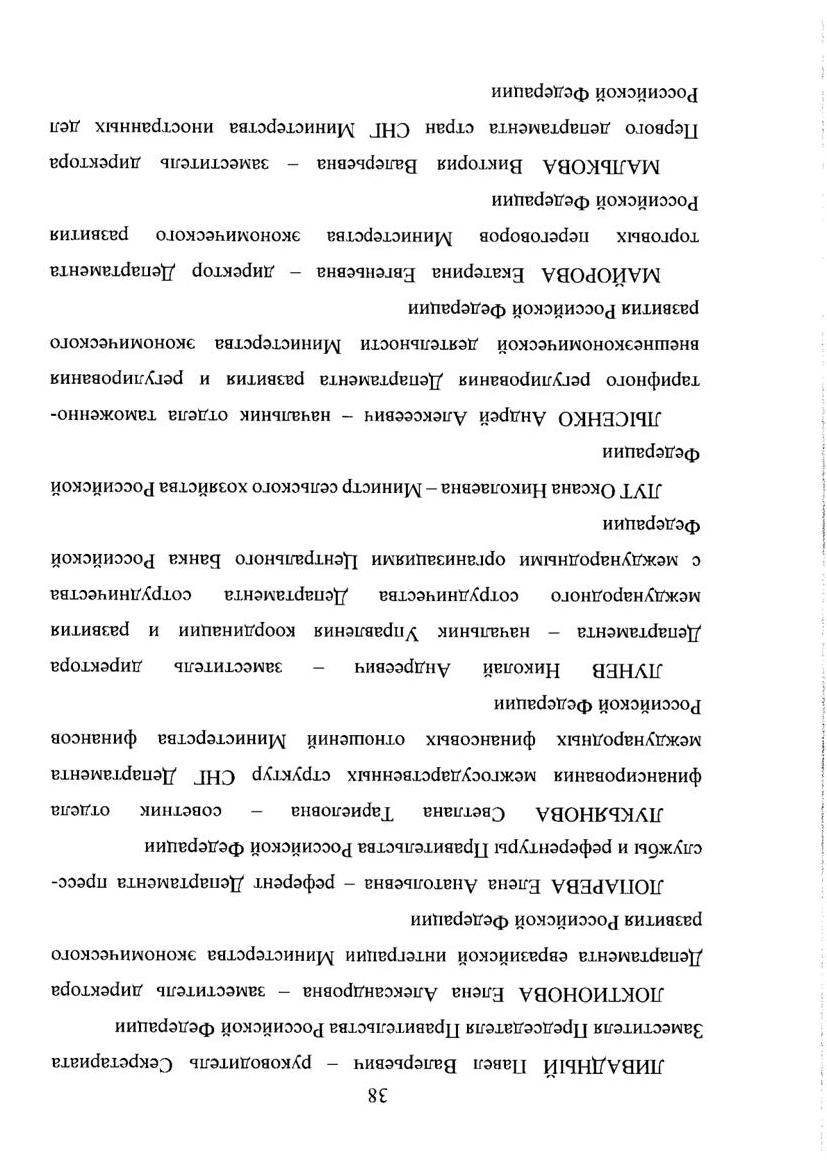 38
ЛИВАДНЫЙ Павел Валерьевич – руководитель Секретариата
Заместителя Председателя Правительства Российской Федерации
ЛОКТИОНОВА Елена Александровна – заместитель директора
Департамента евразийской интеграции Министерства экономического
развития Российской Федерации
ЛОПАРЕВА Елена Анатольевна – референт Департамента пресс-
службы и референтуры Правительства Российской Федерации
ЛУКЬЯНОВА Светлана Тариеловна – советник отдела
финансирования межгосударственных структур СНГ Департамента
международных финансовых отношений Министерства финансов
Российской Федерации
ЛУНЕВ Николай Андреевич – заместитель директора
Департамента – начальник Управления координации и развития
международного сотрудничества Департамента сотрудничества
с международными организациями Центрального Банка Российской
Федерации
ЛУТ Оксана Николаевна – Министр сельского хозяйства Российской
Федерации
ЛЫСЕНКО Андрей Алексеевич – начальник отдела таможенно-
тарифного регулирования Департамента развития и регулирования
внешнеэкономической деятельности Министерства экономического
развития Российской Федерации
МАЙОРОВА Екатерина Евгеньевна – директор Департамента
торговых переговоров Министерства экономического развития
Российской Федерации
МАЛЬКОВА Виктория Валерьевна – заместитель директора
Первого департамента стран СНГ Министерства иностранных дел
Российской Федерации